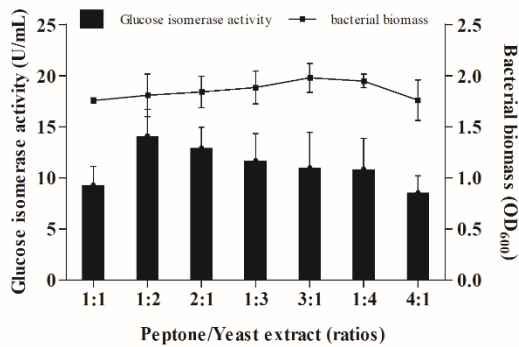 Glucose isomerase activity
bacterial biomass
Glucose isomerase activity (U/mL)
25
20
15
10
5
0
2.5
2.0
1.5
1.0
0.5
0.0
Bacterial biomass (OD600)
1:1 1:2 2:1 1:3 3:1 1:4 4:1
Peptone/Yeast extract (ratios)